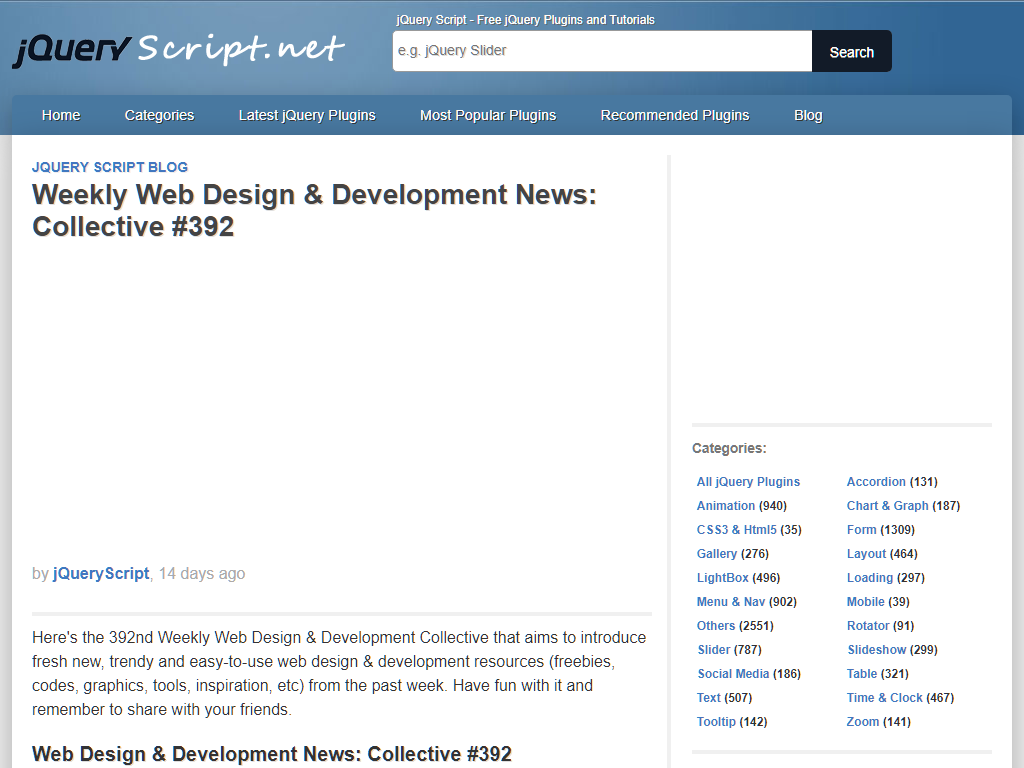 jQuery Script.net
jQuery Script - Free jQuery Plugins and Tutorials
e.g. jQuery Slider
Search
Home
Categories
Latest jQuery Plugins
Most Popular Plugins
Recommended Plugins
Blog
JQUERY SCRIPT BLOG
Weekly Web Design & Development News:
Collective #392
by jQueryScript, 14 days ago
Here's the 392nd Weekly Web Design & Development Collective that aims to introduce
fresh new, trendy and easy-to-use web design & development resources (freebies,
codes, graphics, tools, inspiration, etc) from the past week. Have fun with it and
remember to share with your friends.
Web Design & Development News: Collective #392
Categories:
All jQuery Plugins
Accordion (131)
Animation (940)
Chart & Graph (187)
CSS3 & Html5 (35)
Form (1309)
Gallery (276)
Layout (464)
LightBox (496)
Loading (297)
Menu & Nav (902)
Mobile (39)
Others (2551)
Rotator (91)
Slider (787)
Slideshow (299)
Social Media (186)
Table (321)
Text (507)
Time & Clock (467)
Tooltip (142)
Zoom (141)